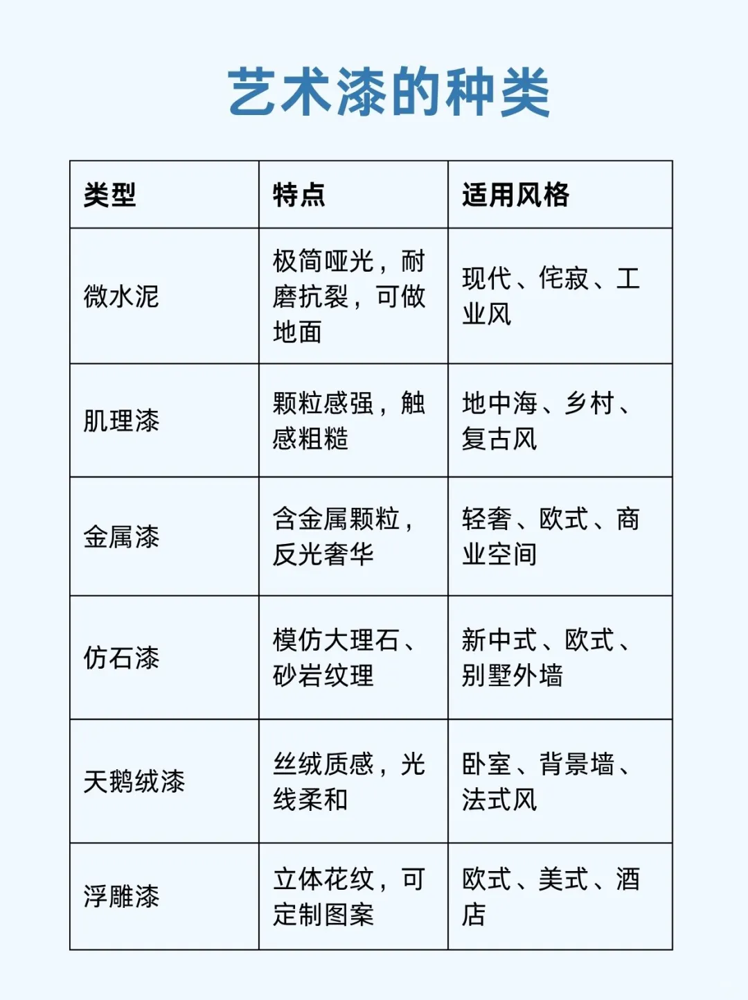 艺术漆的种类
类型
特点
适用风格
微水泥
极简哑光，耐
磨抗裂，可做
地面
现代、侘寂、工
业风
肌理漆
颗粒感强，触
感粗糙
地中海、乡村、
复古风
金属漆
含金属颗粒，
反光奢华
轻奢、欧式、商
业空间
仿石漆
模仿大理石、
砂岩纹理
新中式、欧式、
别墅外墙
天鹅绒漆
丝绒质感，光
线柔和
卧室、背景墙、
法式风
浮雕漆
立体花纹，可
定制图案
欧式、美式、酒
店